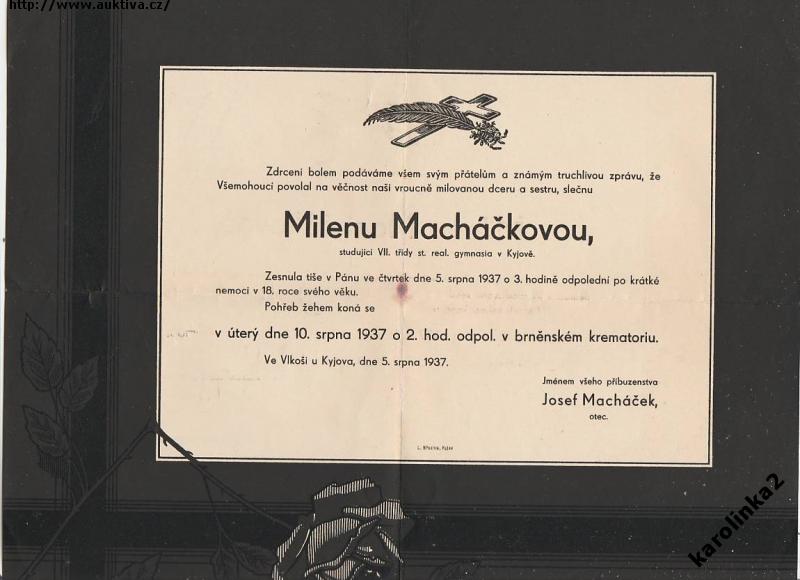 http://www.auktiva.cz/
Zdrceni bolem podáváme všem svým přátelům a známým truchlivou zprávu, že
Všemohoucí povolal na věčnost naši vroucně milovanou dceru a sestru, slečnu
Milenu Macháčkovou,
studující VII. třídy st. real. gymnasia v Kyjově.
Zesnula tiše v Pánu ve čtvrtek dne 5. srpna 1937 o 3. hodině odpolední po krátké
nemoci v 18. roce svého věku.
Pohřeb žehem koná se
v úterý dne 10. srpna 1937 o 2. hod. odpol. v brněnském krematoriu.
Ve Vlkoši u Kyjova, dne 5. srpna 1937.
Jménem všeho příbuzenstva
Josef Macháček,
otec.
karolinka2